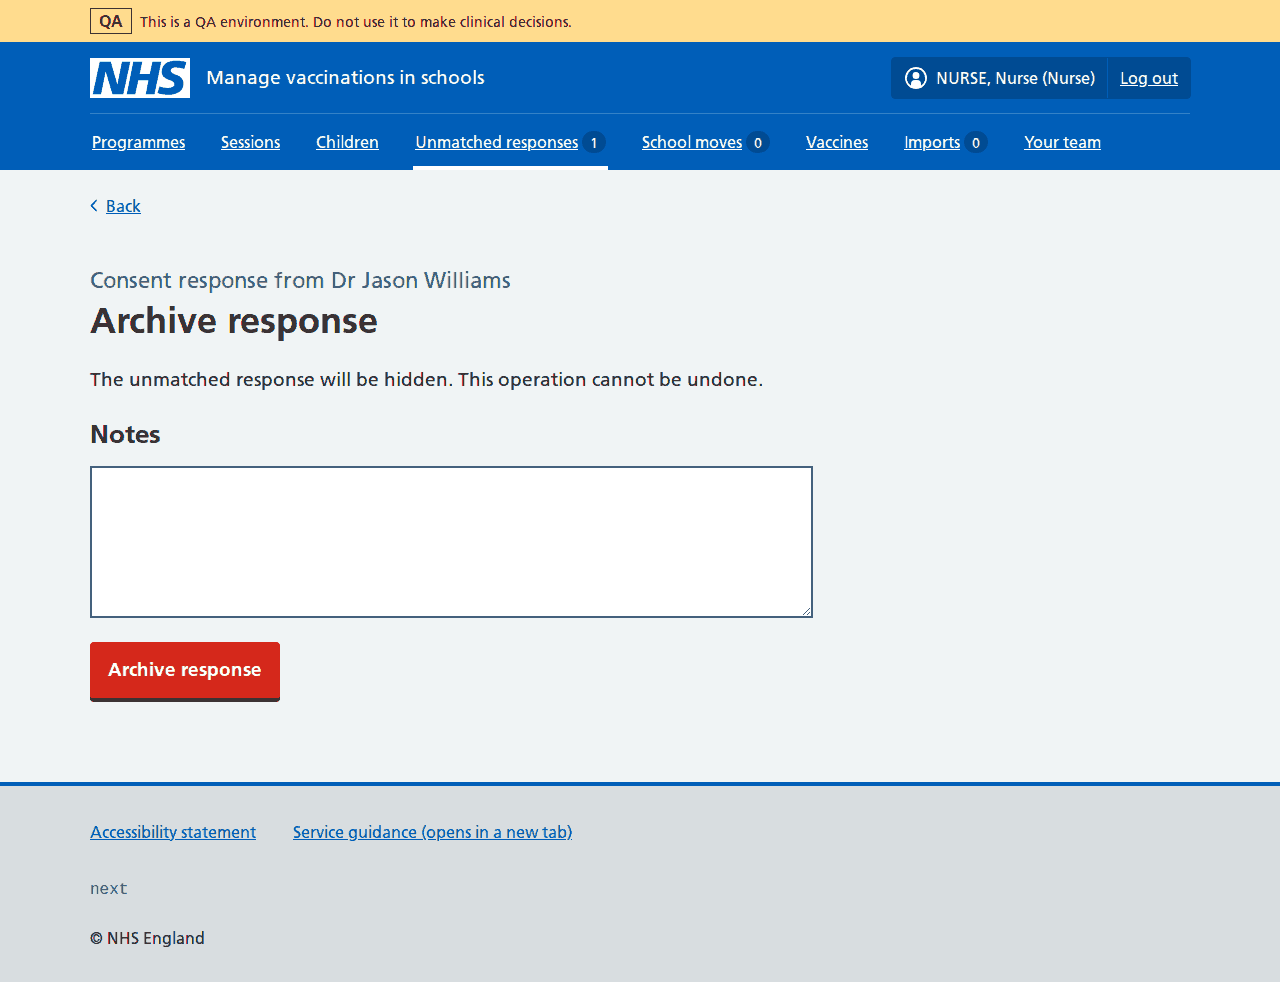 QA This is a QA environment. Do not use it to make clinical decisions.
NHS Manage vaccinations in schools NURSE, Nurse (Nurse) Log out
Programmes Sessions Children Unmatched responses 1 School moves 0 Vaccines Imports 0 Your team
Back
Consent response from Dr Jason Williams
Archive response
The unmatched response will be hidden. This operation cannot be undone.
Notes
Archive response
Accessibility statement Service guidance (opens in a new tab)
next
© NHS England